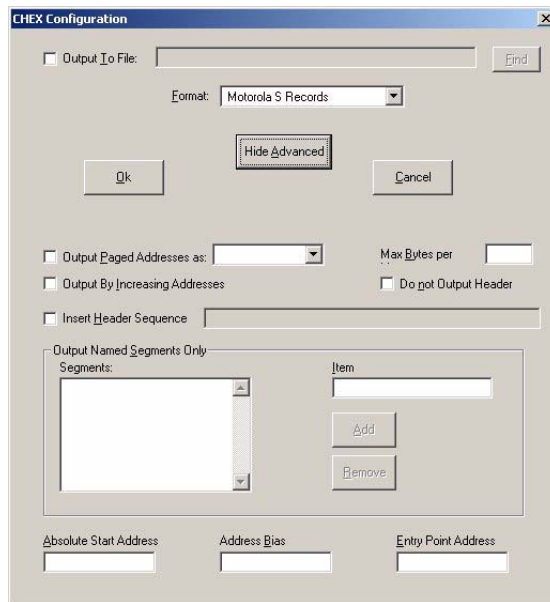 CHEX Configuration
Output To File:
Find
Format: Motorola S Records
Hide Advanced
Ok
Cancel
Output Paged Addresses as:
Max Bytes per
Output By Increasing Addresses
Do not Output Header
Insert Header Sequence
Output Named Segments Only
Segments:
Item
Add
Remove
Absolute Start Address
Address Bias
Entry Point Address